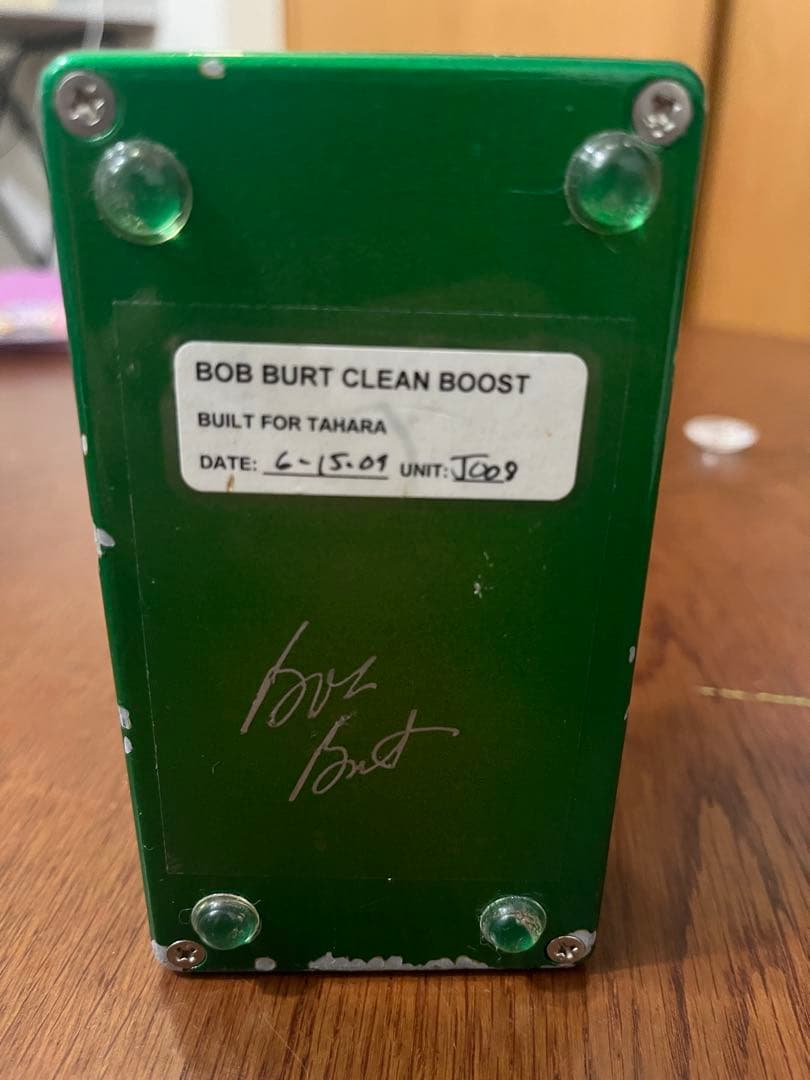 BOB BURT CLEAN BOOST
BUILT FOR TAHARA
DATE: 6-15-09 UNIT: J009
Bob
Burt